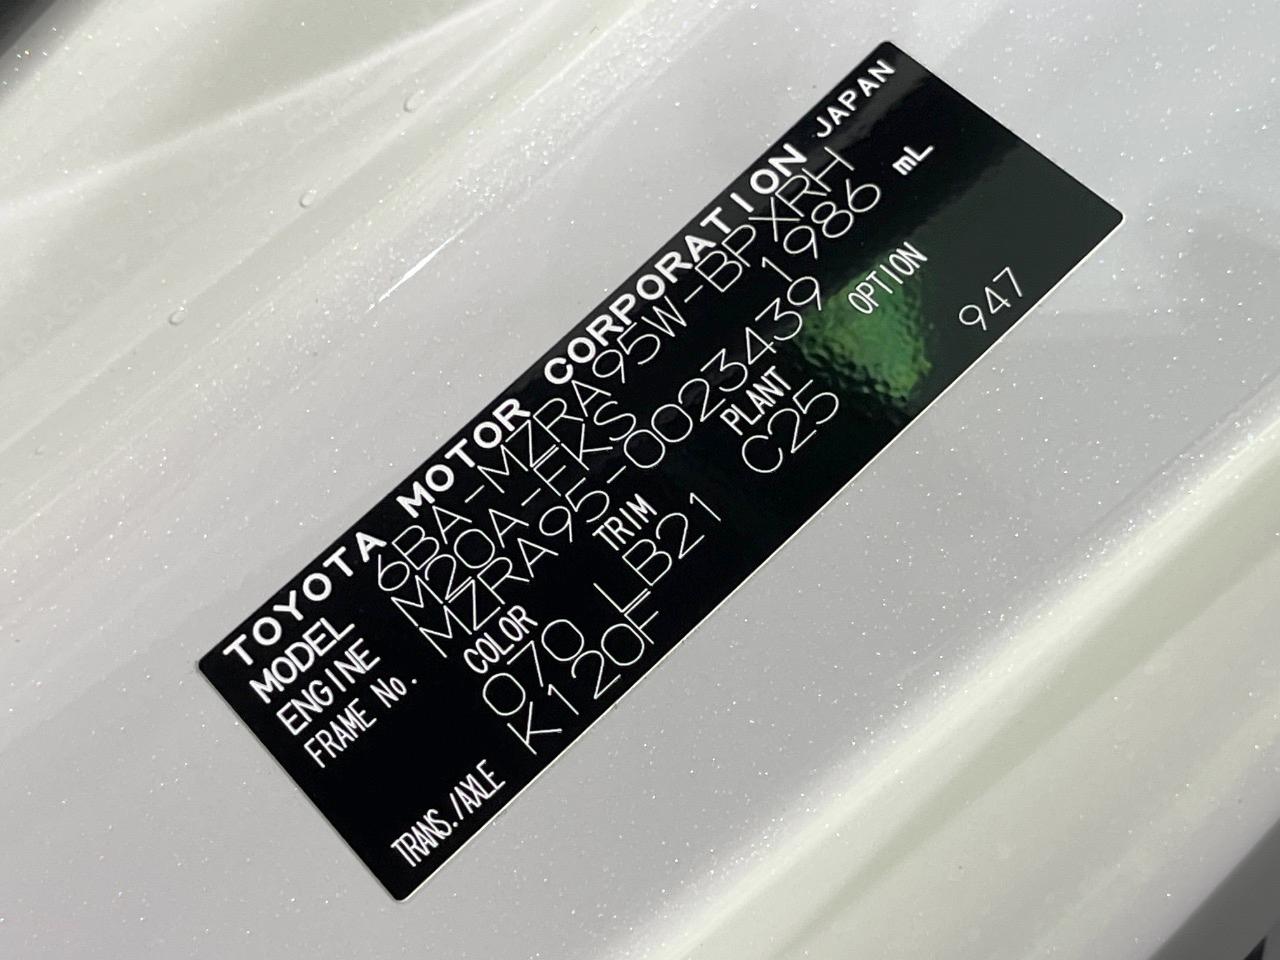 TOYOTA MOTOR CORPORATION JAPAN
MODEL 6BA-MZRA95W-BPXRH
ENGINE M20A-FKS 1986 mL
FRAME No. MZRA95-0023439
COLOR TRIM PLANT OPTION
070 LB21 C25 947
TRANS./AXLE K120F